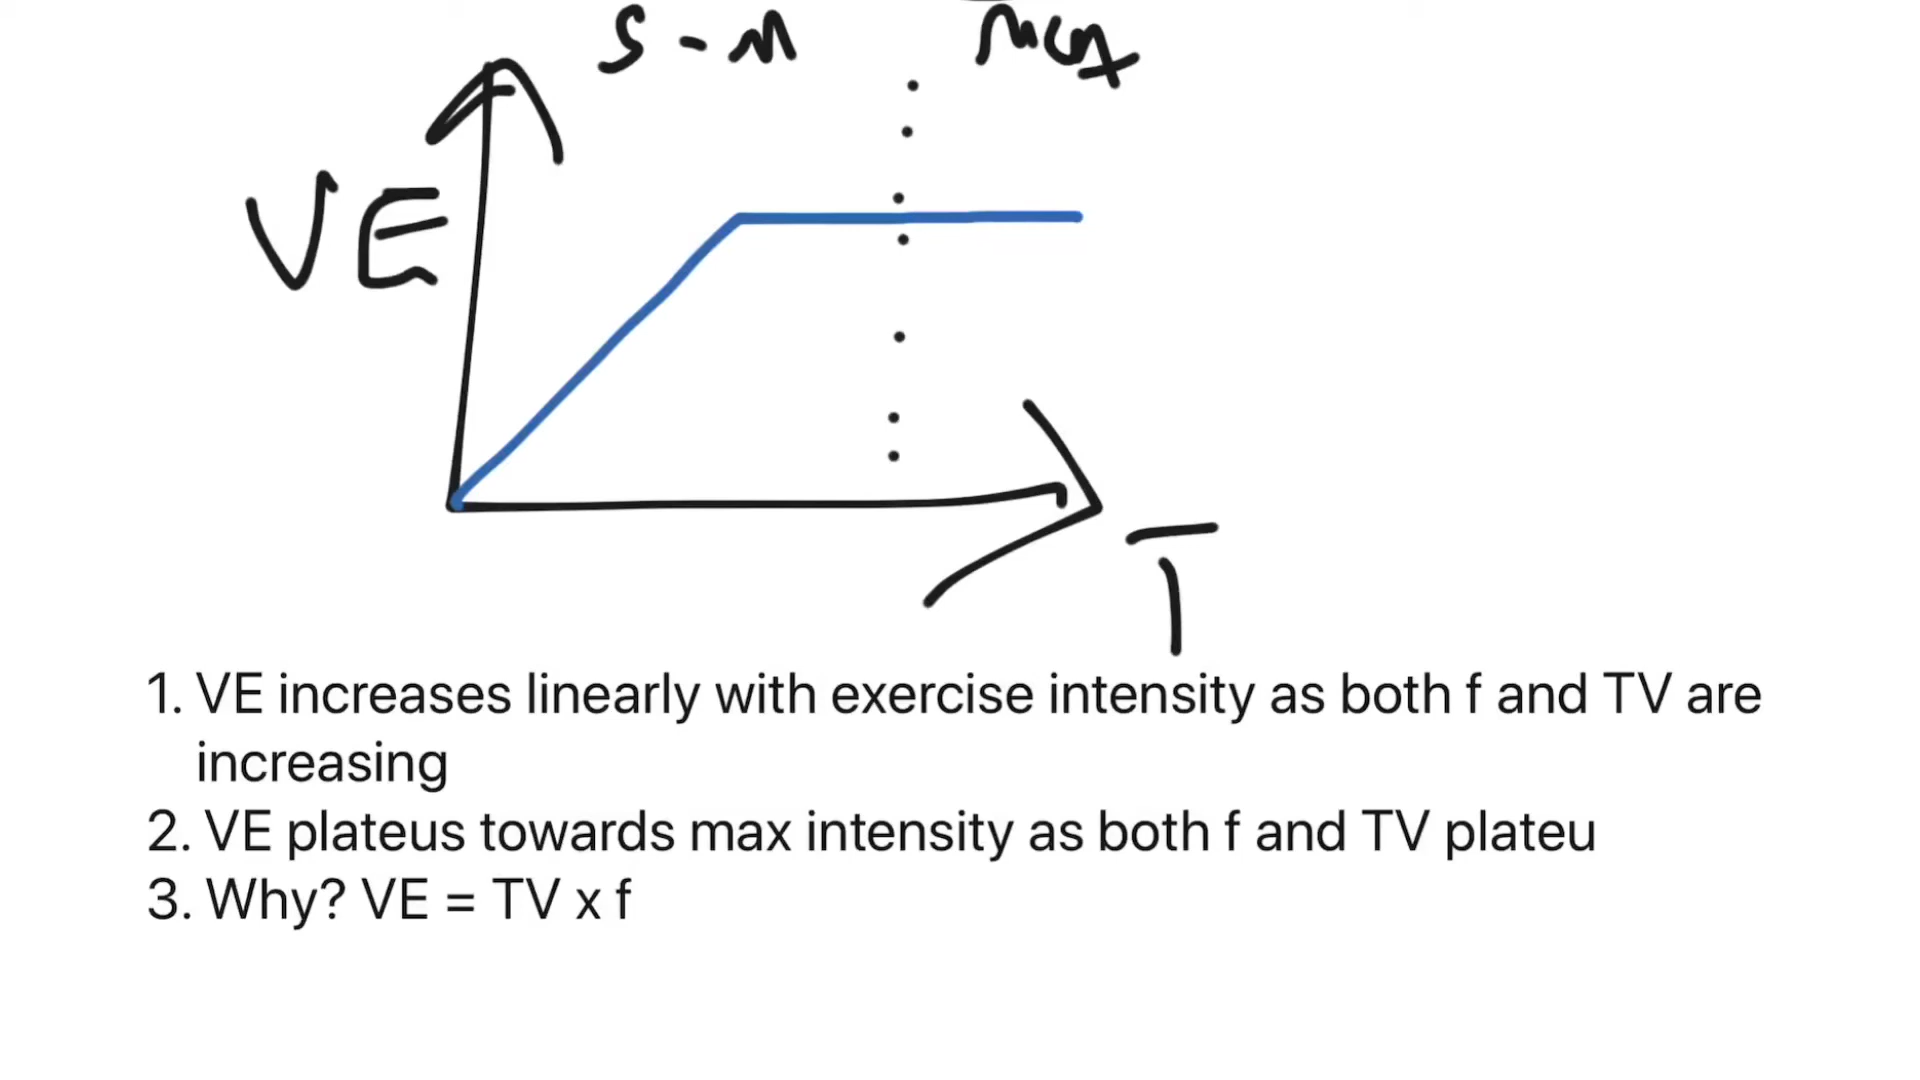 S - M max
VE
T
1. VE increases linearly with exercise intensity as both f and TV are
increasing
2. VE plateus towards max intensity as both f and TV plateu
3. Why? VE = TV x f